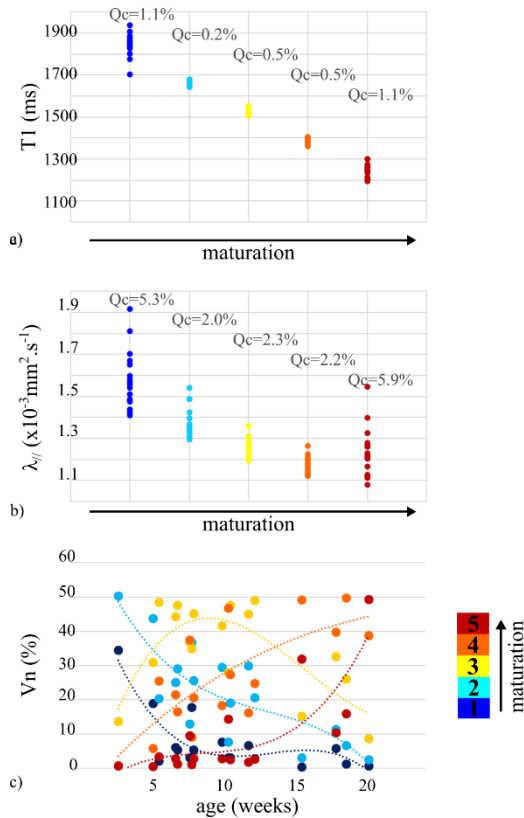 1900
1700
1500
1300
1100
T1 (ms)
Qc=1.1%
Qc=0.2%
Qc=0.5%
Qc=0.5%
Qc=1.1%
a)
maturation
1.9
1.7
1.5
1.3
1.1
λ// (x10⁻³mm².s⁻¹)
Qc=5.3%
Qc=2.0%
Qc=2.3%
Qc=2.2%
Qc=5.9%
b)
maturation
60
50
40
30
20
10
0
Vn (%)
5
10
15
20
c)
age (weeks)
5
4
3
2
1
maturation